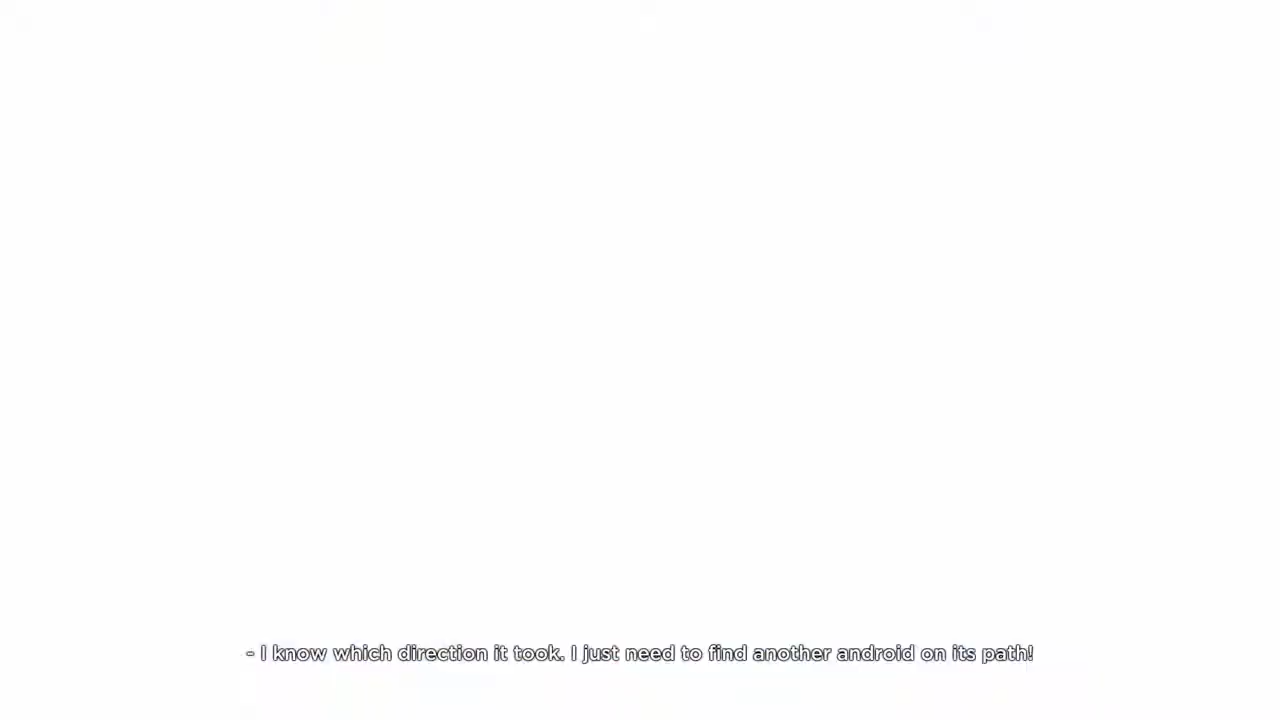 - I know which direction it took. I just need to find another android on its path!